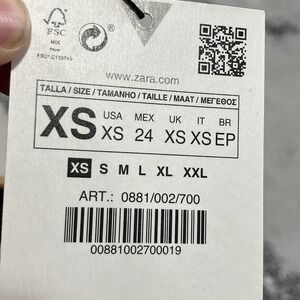 FSC
MIX
www.zara.com
TALLA / SIZE / TAMANHO / TAILLE / MAAT / ΜΕΓΕΘΟΣ
XS
USA MEX UK IT BR
XS 24 XS XS EP
XS S M L XL XXL
ART.: 0881/002/700
00881002700019